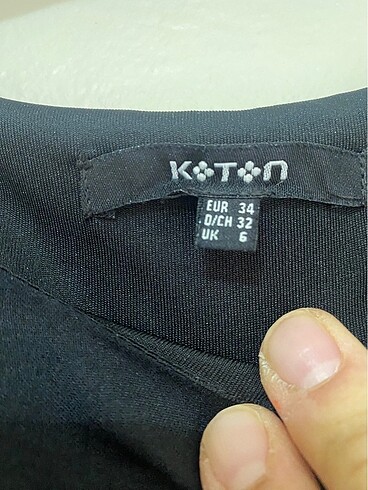 KOTON
EUR 34
D/CH 32
UK 6